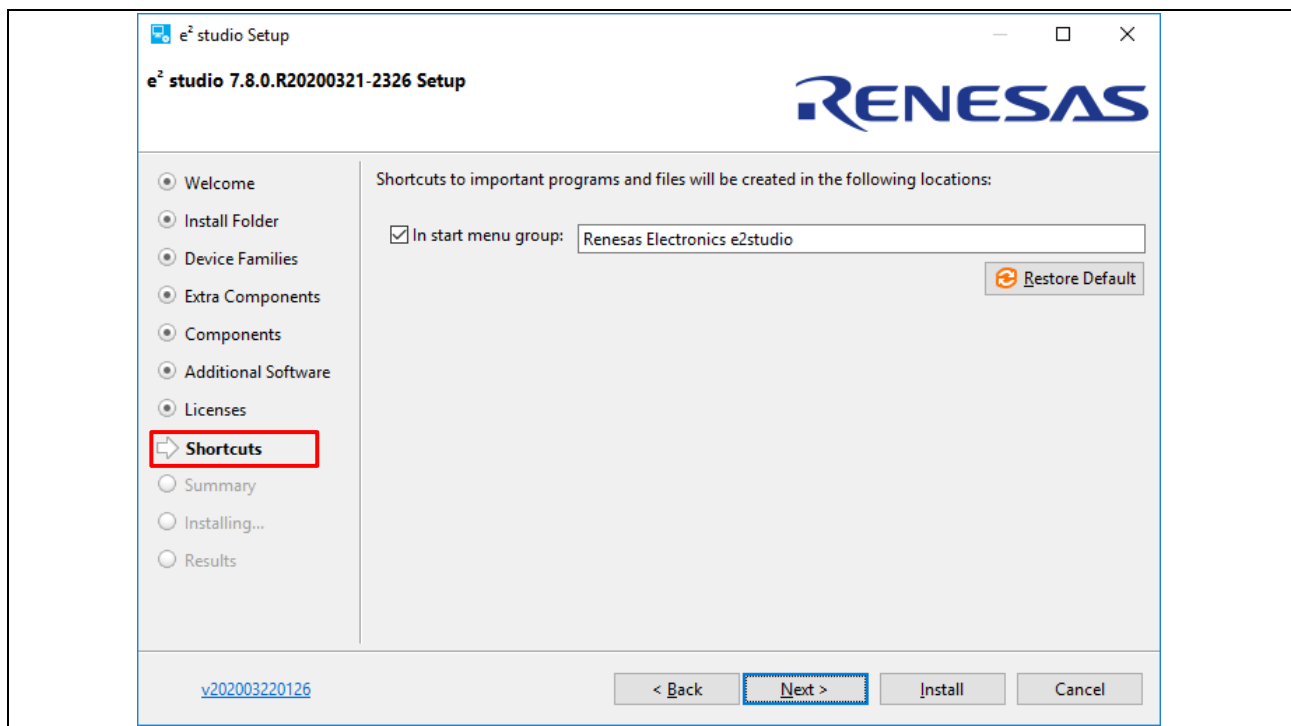 e² studio Setup
e² studio 7.8.0.R20200321-2326 Setup
RENESAS
Welcome
Install Folder
Device Families
Extra Components
Components
Additional Software
Licenses
Shortcuts
Summary
Installing...
Results
Shortcuts to important programs and files will be created in the following locations:
In start menu group: Renesas Electronics e2studio
Restore Default
v202003220126
< Back Next > Install Cancel